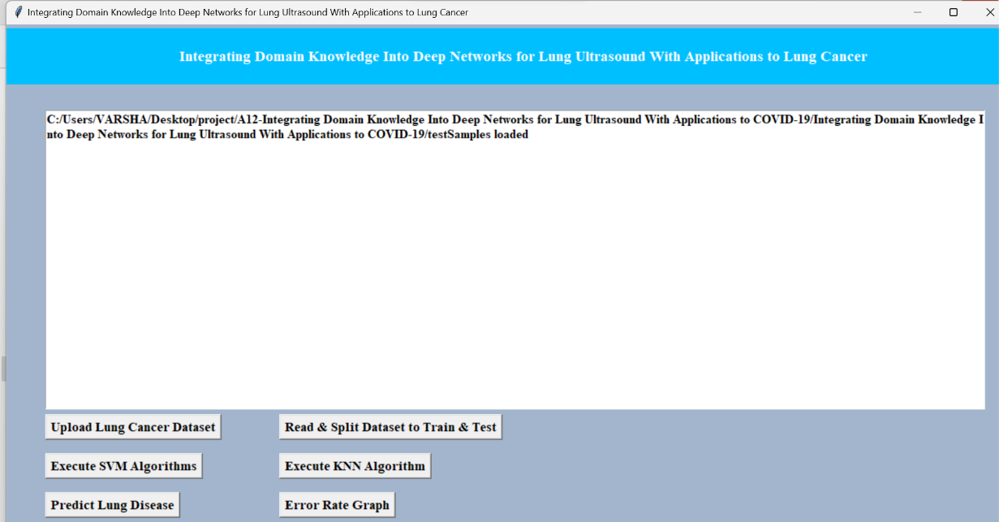 Integrating Domain Knowledge Into Deep Networks for Lung Ultrasound With Applications to Lung Cancer
Integrating Domain Knowledge Into Deep Networks for Lung Ultrasound With Applications to Lung Cancer
C:/Users/VARSHA/Desktop/project/A12-Integrating Domain Knowledge Into Deep Networks for Lung Ultrasound With Applications to COVID-19/Integrating Domain Knowledge I
nto Deep Networks for Lung Ultrasound With Applications to COVID-19/testSamples loaded
Upload Lung Cancer Dataset
Read & Split Dataset to Train & Test
Execute SVM Algorithms
Execute KNN Algorithm
Predict Lung Disease
Error Rate Graph